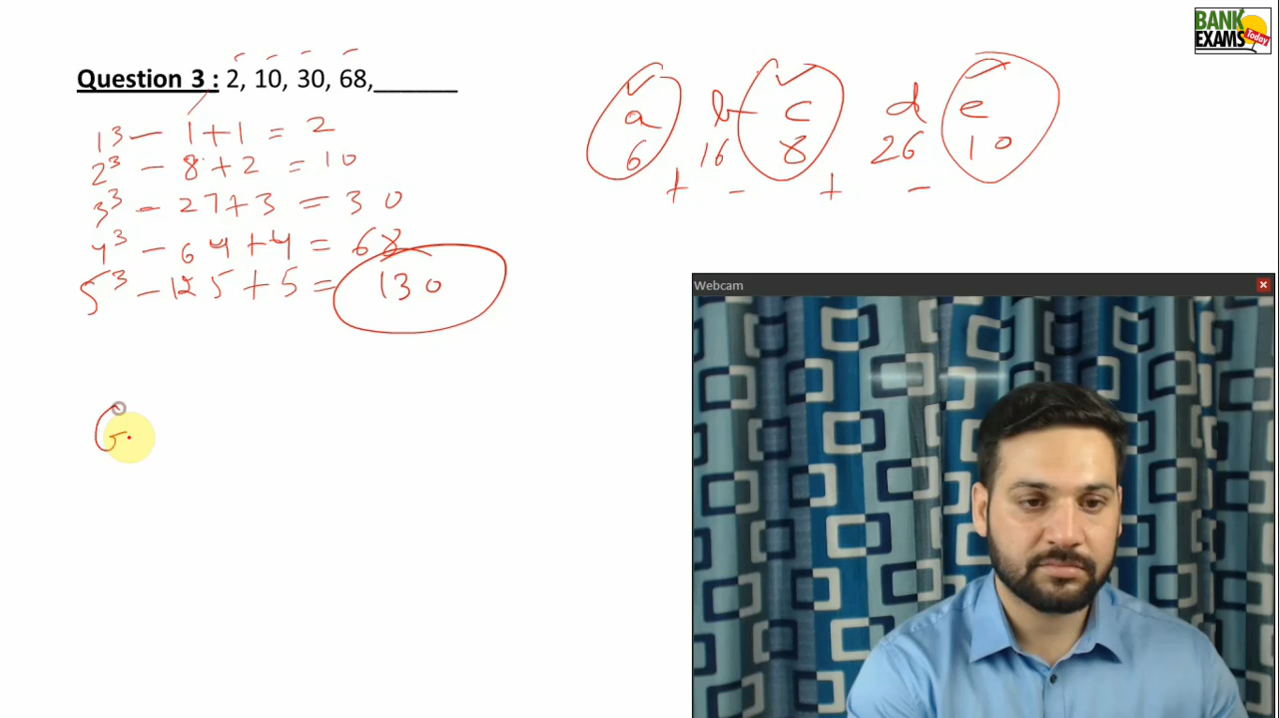 BANK
EXAMS Today
Question 3 : 2, 10, 30, 68,______
1³ - 1 + 1 = 2
2³ - 8 + 2 = 10
3³ - 27 + 3 = 30
4³ - 64 + 4 = 68
5³ - 125 + 5 = 130
a b c d e
6 16 8 26 10
+ - + -
Webcam